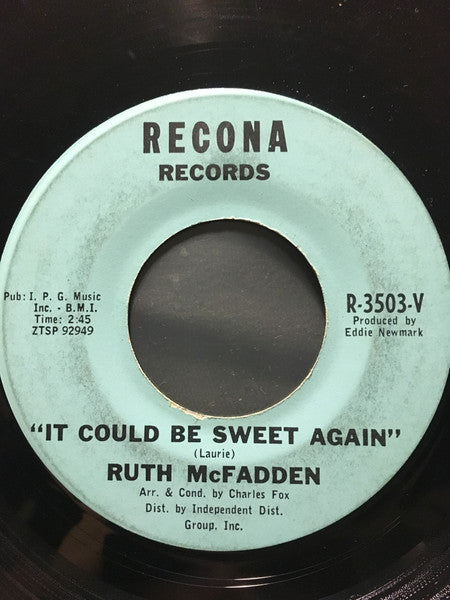 RECONA
RECORDS
Pub: I. P. G. Music
Inc. - B.M.I.
Time: 2:45
ZTSP 92949
R-3503-V
Produced by
Eddie Newmark
"IT COULD BE SWEET AGAIN"
(Laurie)
RUTH McFADDEN
Arr. & Cond. by Charles Fox
Dist. by Independent Dist.
Group, Inc.